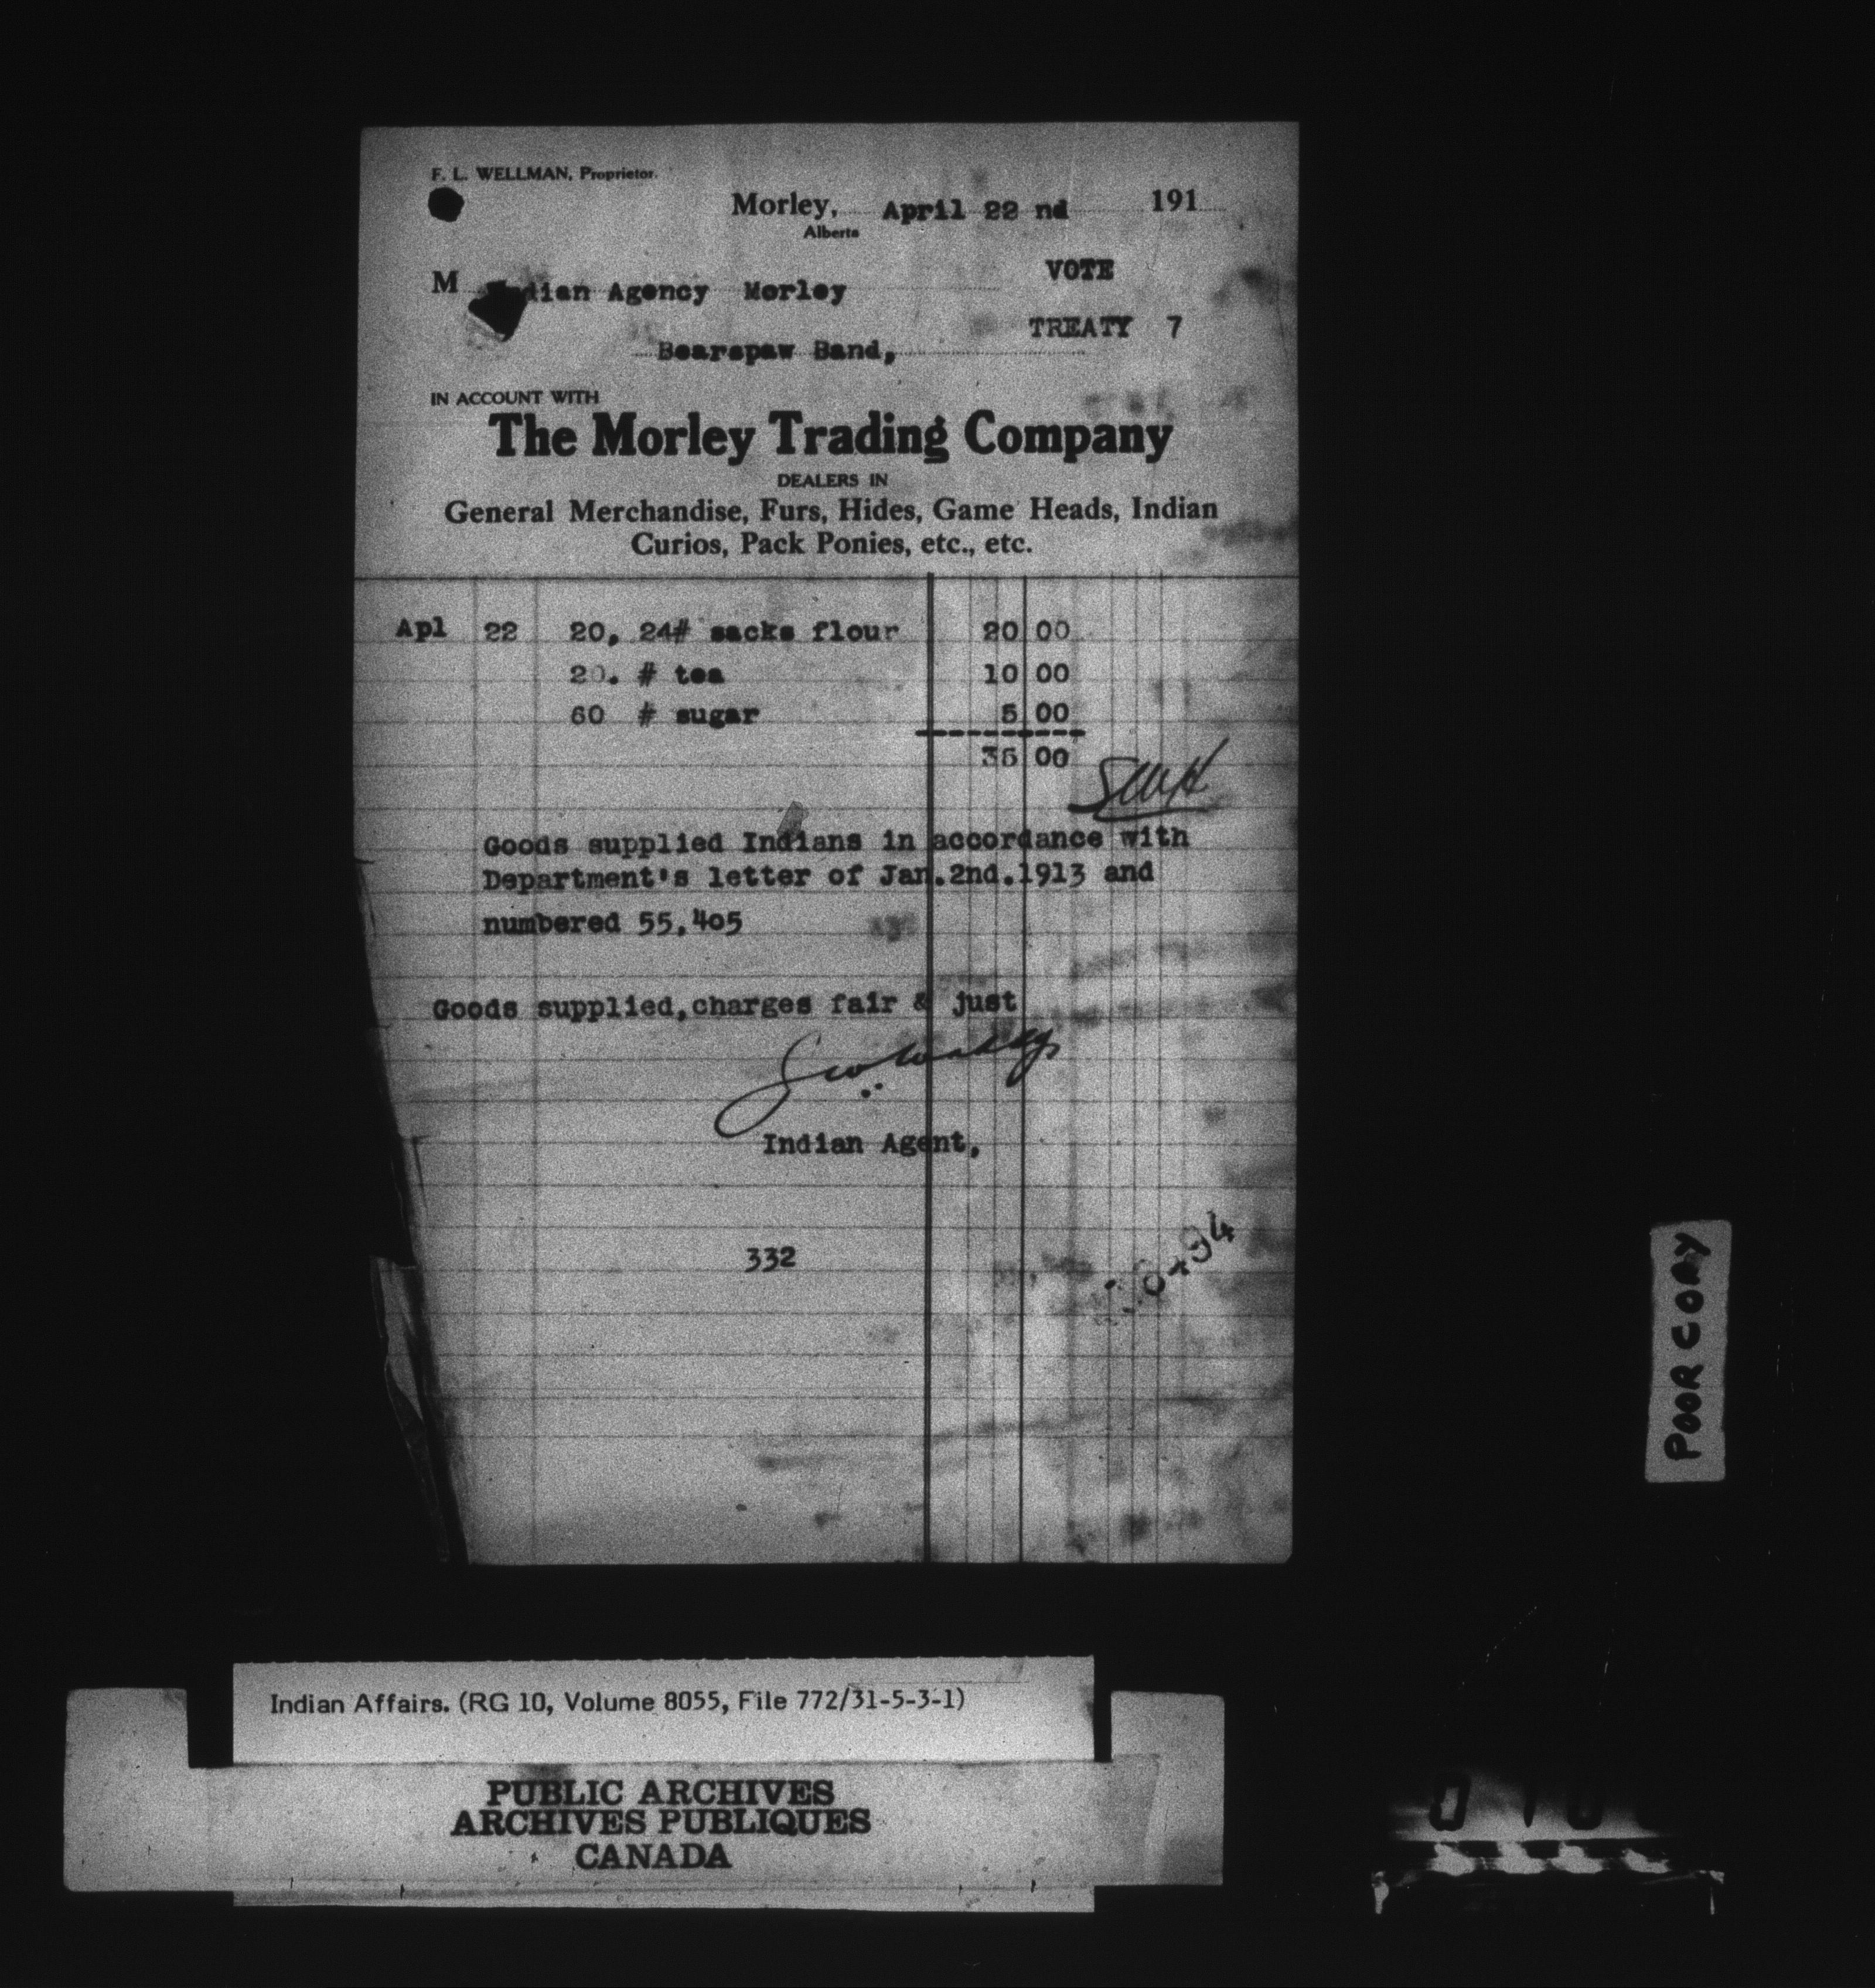 F. L. WELLMAN, Proprietor.
Morley, April 22 nd 191
Alberta
M dian Agency Morley
VOTE
TREATY 7
Bearspaw Band,
IN ACCOUNT WITH
The Morley Trading Company
DEALERS IN
General Merchandise, Furs, Hides, Game Heads, Indian
Curios, Pack Ponies, etc., etc.
Apl 22 20, 24# sacks flour 20 00
20. # tea 10 00
60 # sugar 5 00
35 00
Goods supplied Indians in accordance with
Department's letter of Jan.2nd.1913 and
numbered 55,405
Goods supplied,charges fair & just
Indian Agent,
332
POOR COPY
Indian Affairs. (RG 10, Volume 8055, File 772/31-5-3-1)
PUBLIC ARCHIVES
ARCHIVES PUBLIQUES
CANADA